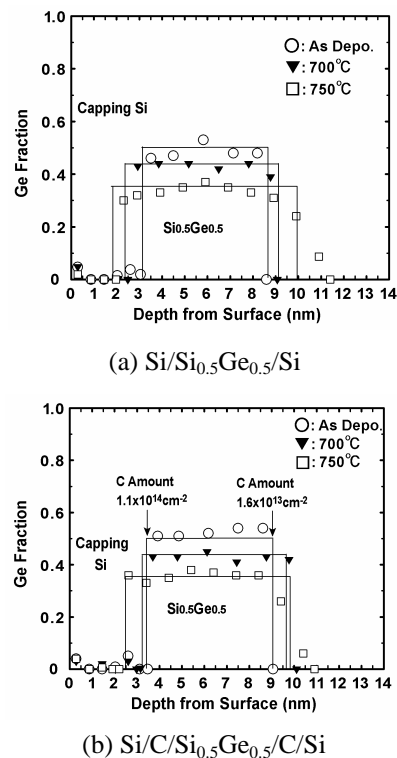 1.0
0.8
0.6
0.4
0.2
0
Ge Fraction
○: As Depo.
▼: 700°C
□: 750°C
Capping Si
Si0.5Ge0.5
0 1 2 3 4 5 6 7 8 9 10 11 12 13 14
Depth from Surface (nm)
(a) Si/Si₀.₅Ge₀.₅/Si
1.0
0.8
0.6
0.4
0.2
0
Ge Fraction
○: As Depo.
▼: 700°C
□: 750°C
C Amount
1.1x10¹⁴cm⁻²
C Amount
1.6x10¹³cm⁻²
Capping
Si
Si0.5Ge0.5
0 1 2 3 4 5 6 7 8 9 10 11 12 13 14
Depth from Surface (nm)
(b) Si/C/Si₀.₅Ge₀.₅/C/Si